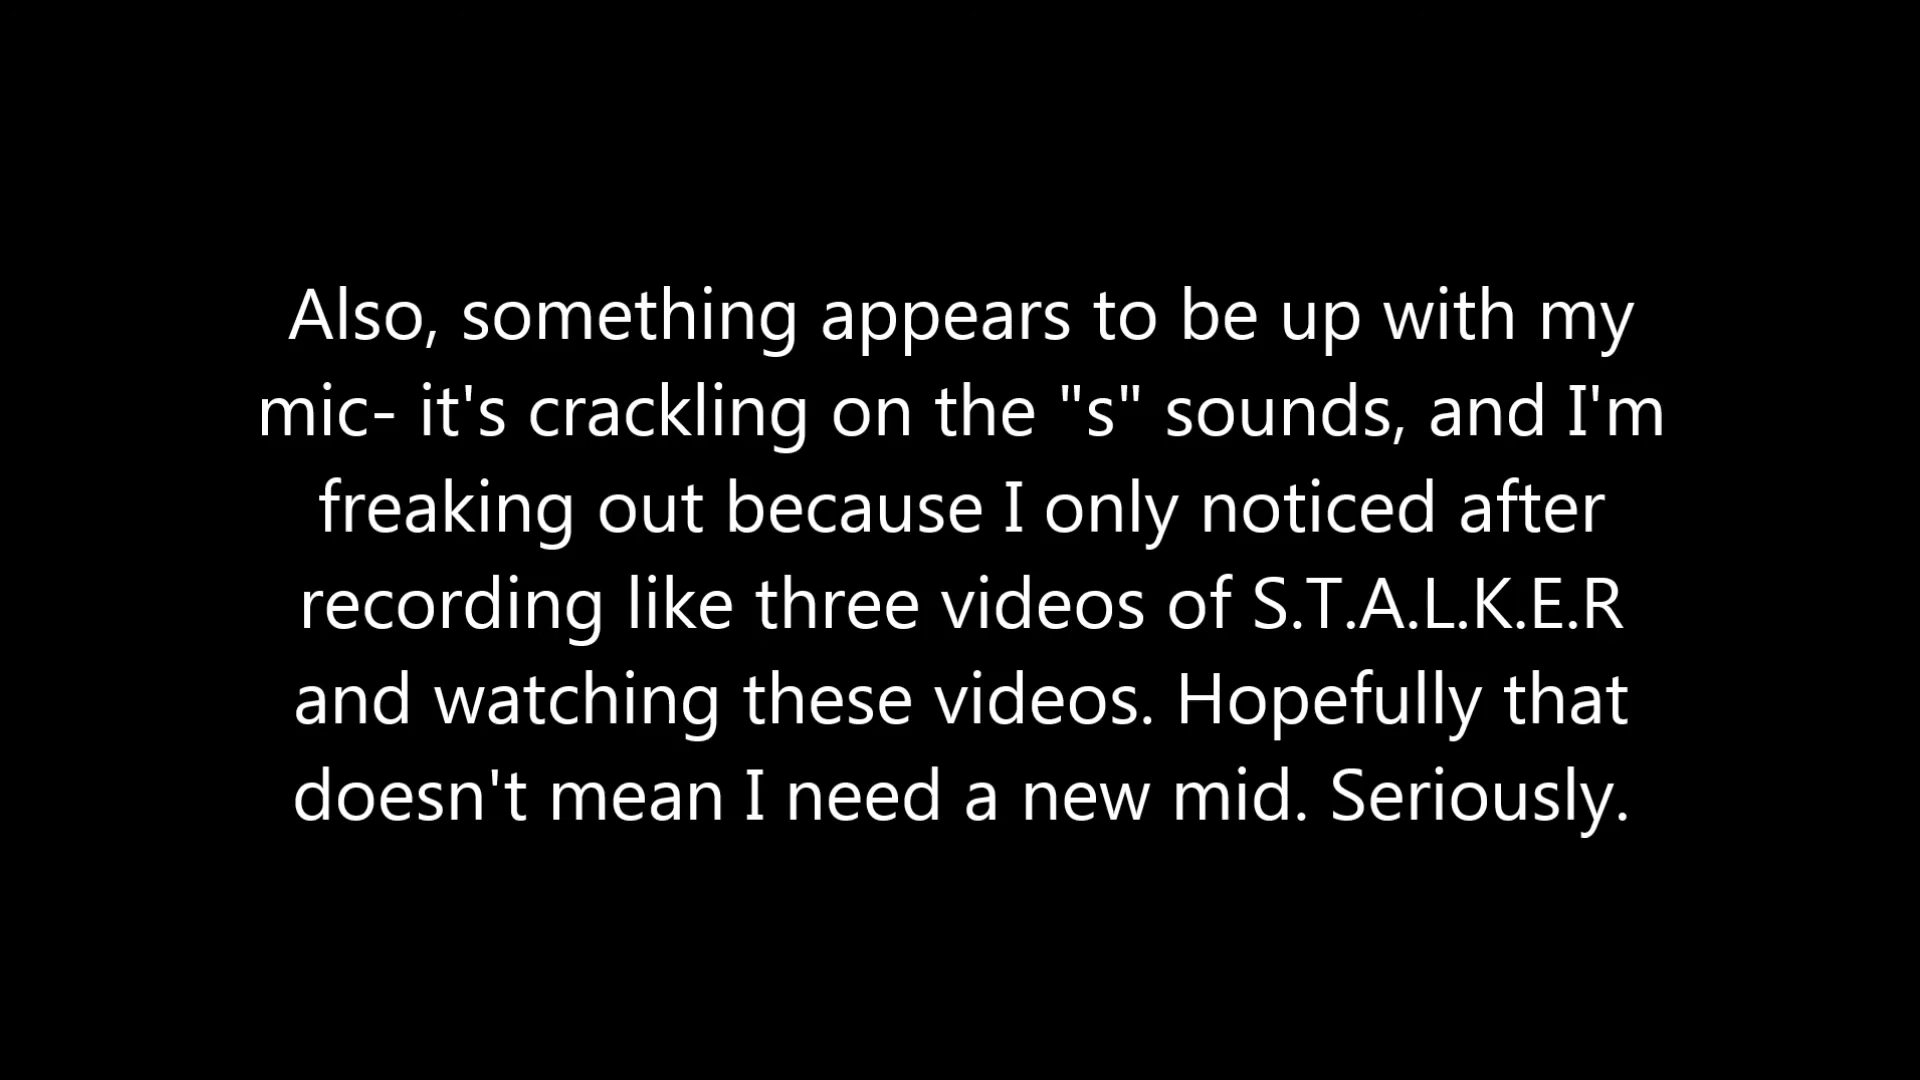 Also, something appears to be up with my
mic- it's crackling on the "s" sounds, and I'm
freaking out because I only noticed after
recording like three videos of S.T.A.L.K.E.R
and watching these videos. Hopefully that
doesn't mean I need a new mid. Seriously.